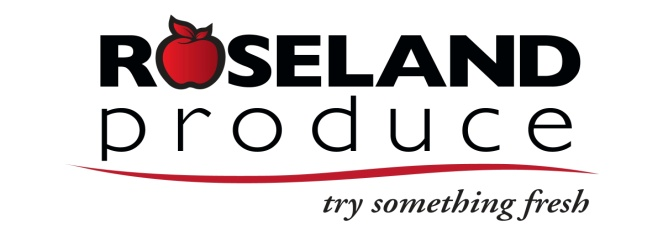 ROSELAND
produce
try something fresh